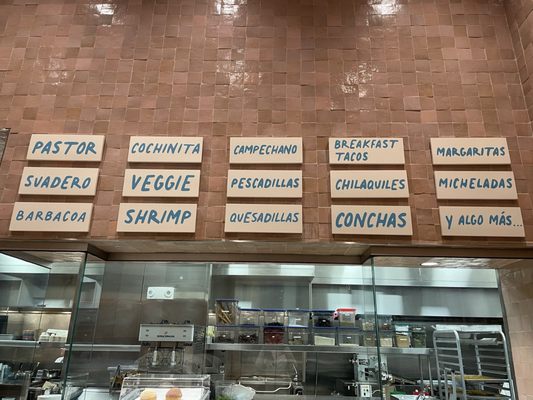 PASTOR
COCHINITA
CAMPECHANO
BREAKFAST
TACOS
MARGARITAS
SUADERO
VEGGIE
PESCADILLAS
CHILAQUILES
MICHELADAS
BARBACOA
SHRIMP
QUESADILLAS
CONCHAS
Y ALGO MÁS...